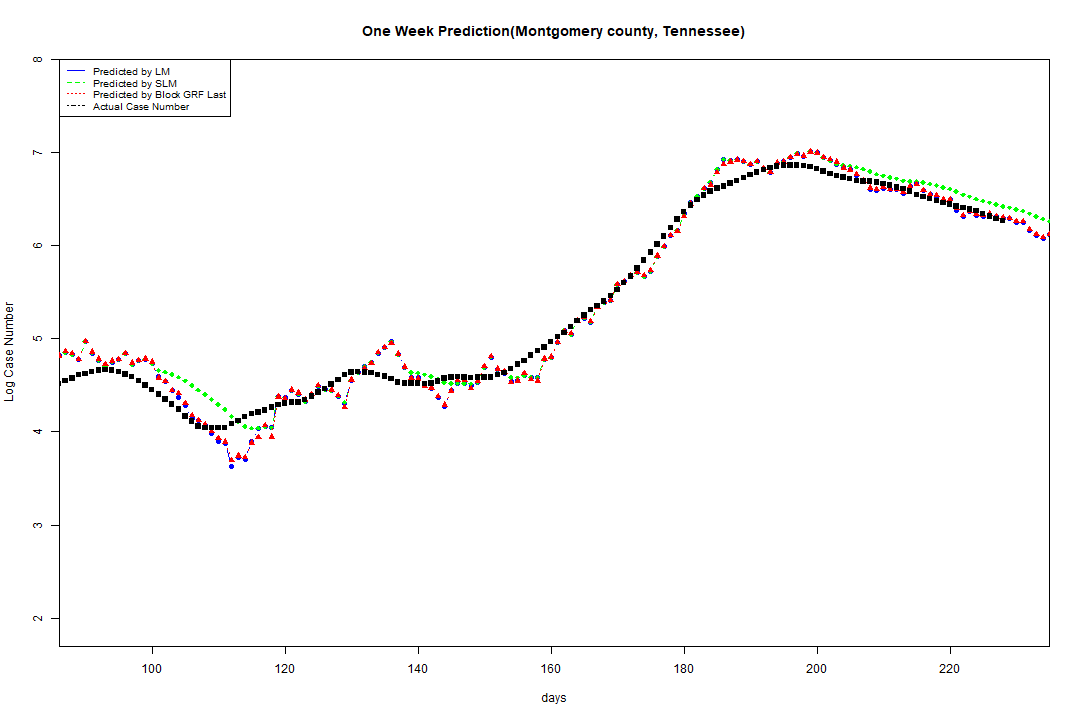 One Week Prediction(Montgomery county, Tennessee)
Predicted by LM
Predicted by SLM
Predicted by Block GRF Last
Actual Case Number
8
7
6
5
4
3
2
Log Case Number
100 120 140 160 180 200 220
days